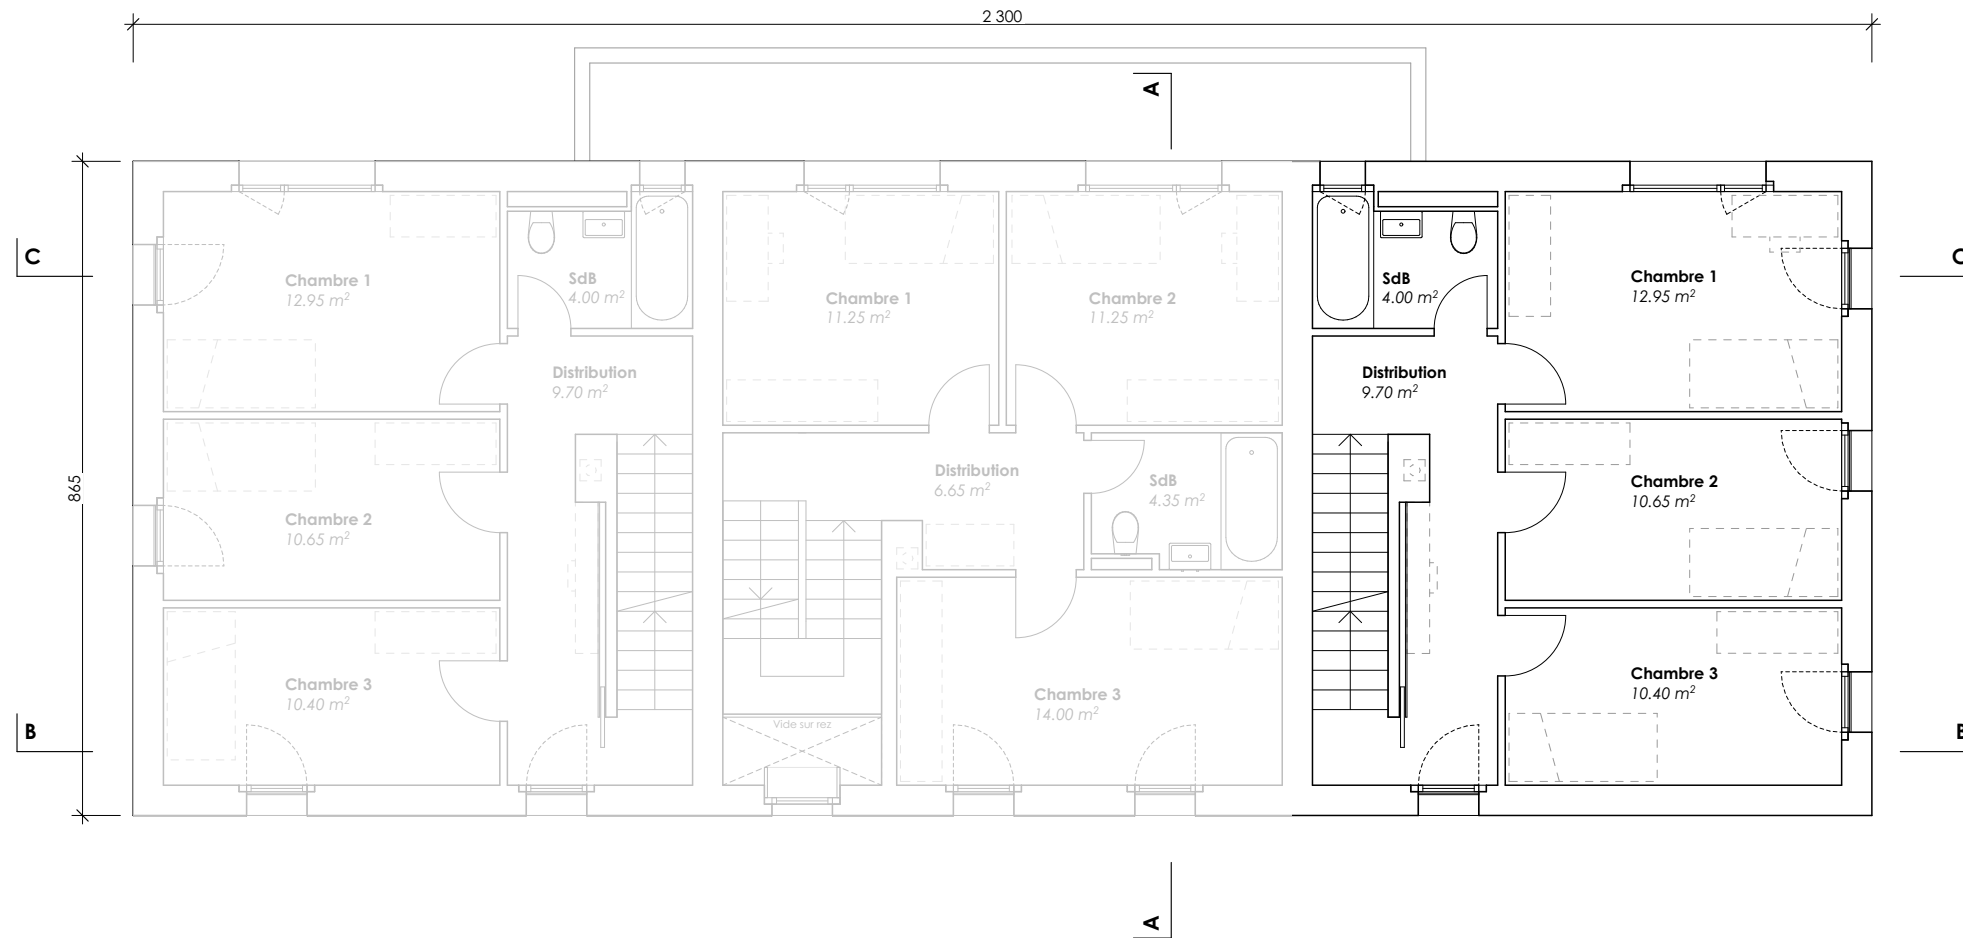 2 300
A
C
C
865
Chambre 1
12.95 m²
SdB
4.00 m²
Chambre 1
11.25 m²
Chambre 2
11.25 m²
SdB
4.00 m²
Chambre 1
12.95 m²
Distribution
9.70 m²
Distribution
9.70 m²
Distribution
6.65 m²
SdB
4.35 m²
Chambre 2
10.65 m²
Chambre 2
10.65 m²
Chambre 3
10.40 m²
Chambre 3
14.00 m²
Chambre 3
10.40 m²
Vide sur rez
B
B
A